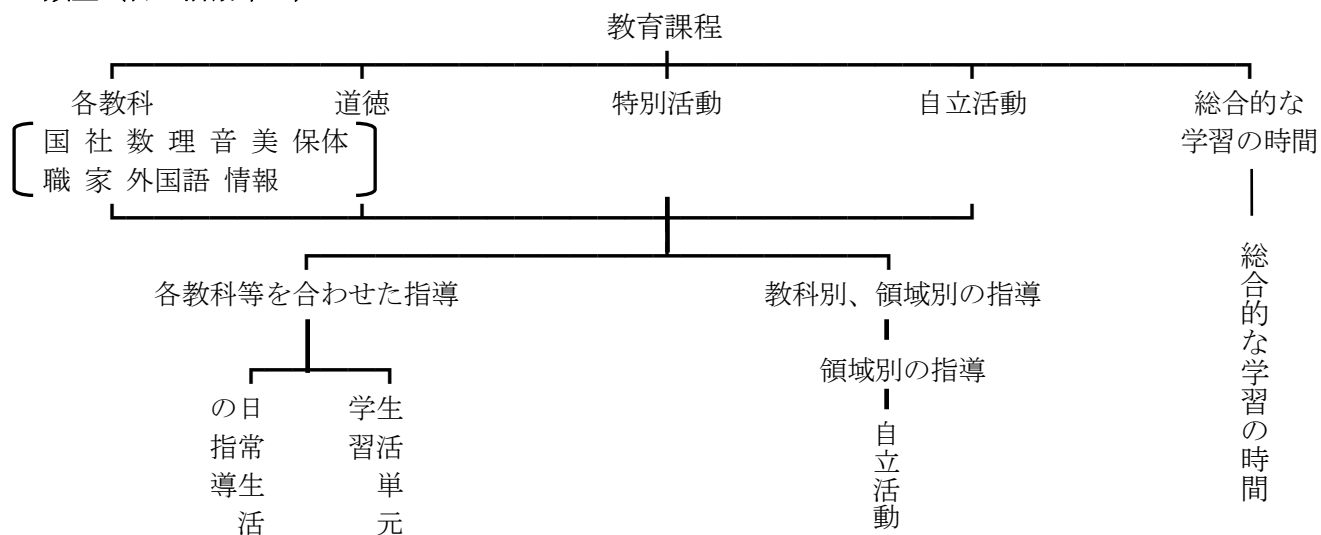 教育課程
各教科
道徳
特別活動
自立活動
総合的な
学習の時間
国 社 数 理 音 美 保体
職 家 外国語 情報
各教科等を合わせた指導
教科別、領域別の指導
領域別の指導
日常生活
の指導
生活単元
学習
自立活動
総合的な学習の時間